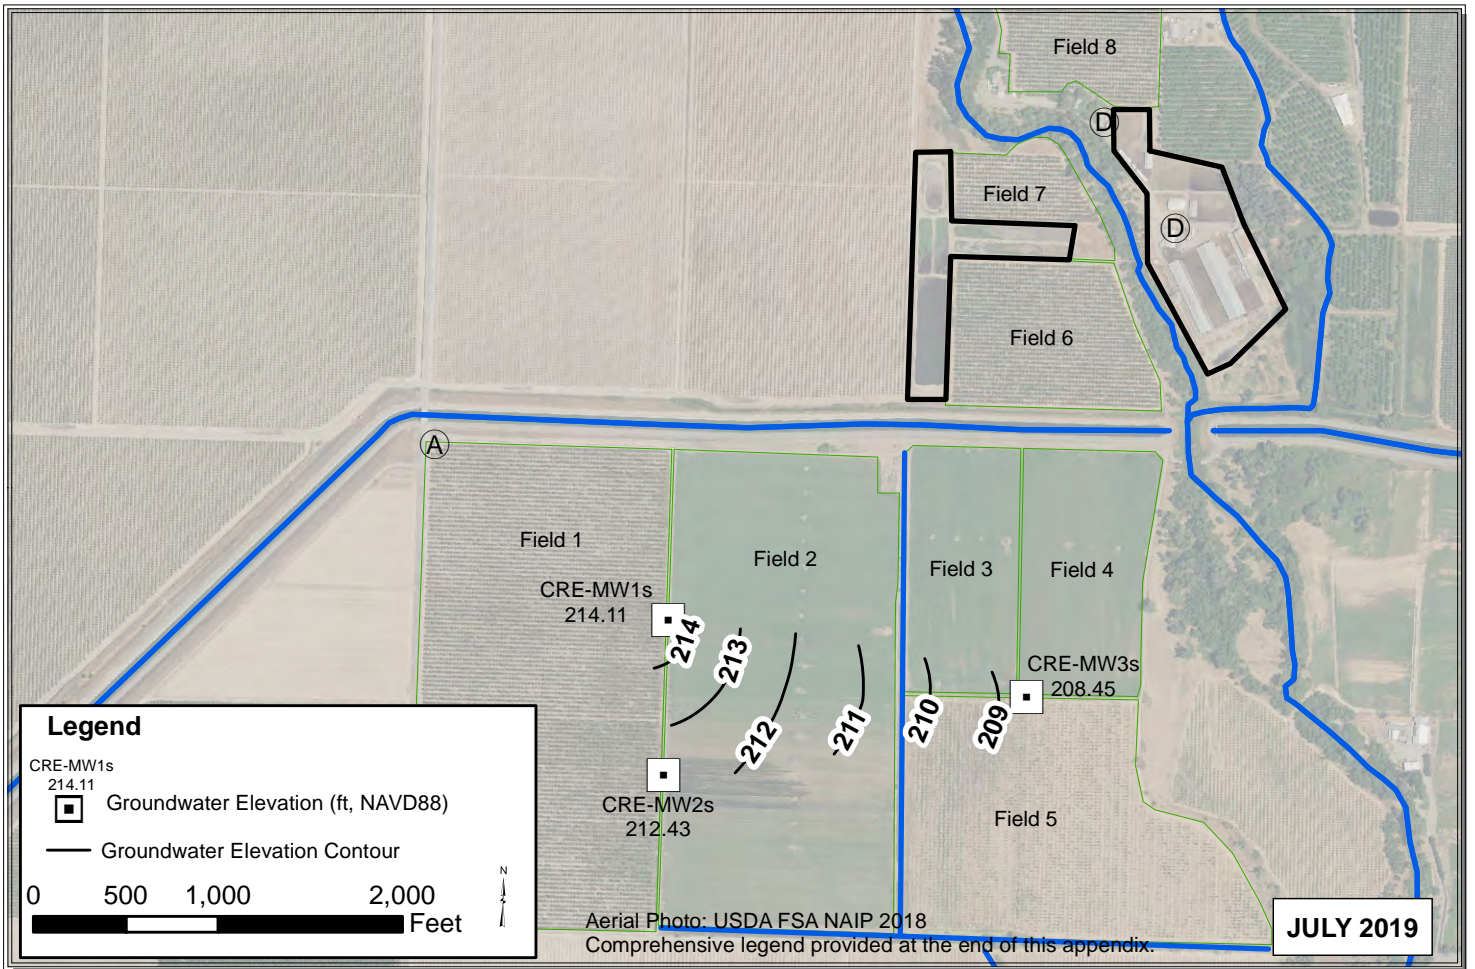 Field 8
D
Field 7
D
Field 6
A
Field 1
Field 2
Field 3
Field 4
CRE-MW1s
214.11
214
213
212
211
210
209
CRE-MW3s
208.45
CRE-MW2s
212.43
Field 5
Legend
CRE-MW1s
214.11
Groundwater Elevation (ft, NAVD88)
Groundwater Elevation Contour
N
0 500 1,000 2,000
Feet
Aerial Photo: USDA FSA NAIP 2018
Comprehensive legend provided at the end of this appendix.
JULY 2019